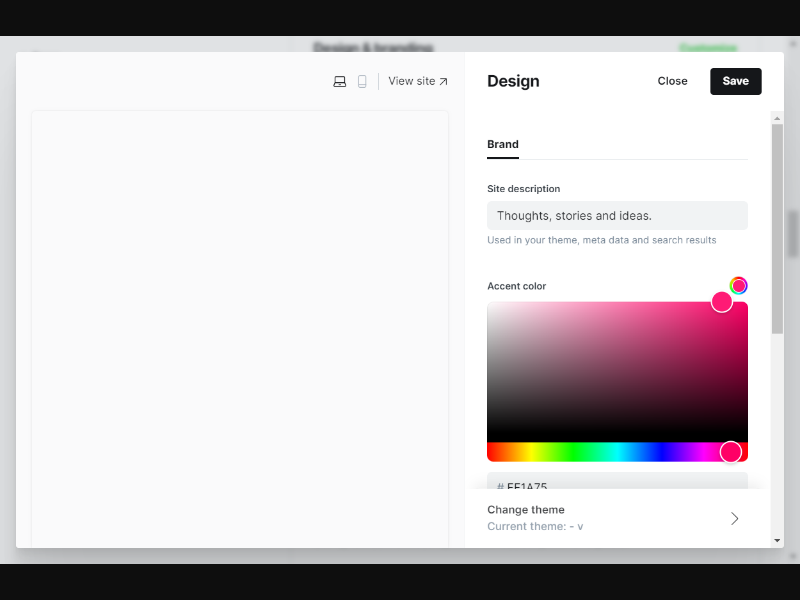 Design & branding
Customise
View site
Design
Close
Save
Brand
Site description
Thoughts, stories and ideas.
Used in your theme, meta data and search results
Accent color
# FF1A75
Change theme
Current theme: - v